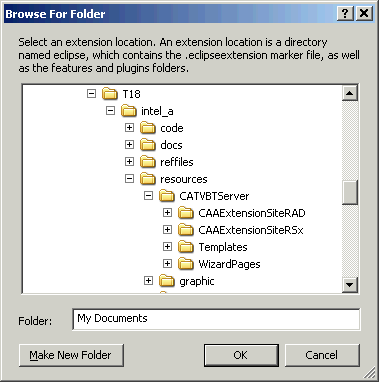 Browse For Folder
Select an extension location. An extension location is a directory
named eclipse, which contains the .eclipseextension marker file, as well
as the features and plugins folders.
T18
intel_a
code
docs
reffiles
resources
CATVBTServer
CAAExtensionSiteRAD
CAAExtensionSiteRSx
Templates
WizardPages
graphic
Folder: My Documents
Make New Folder OK Cancel